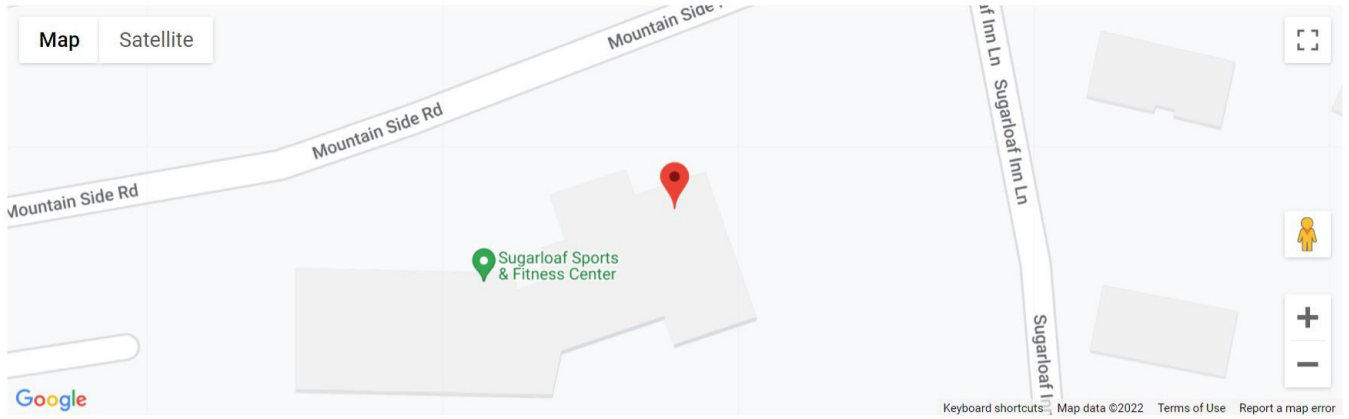 Map Satellite
Mountain Side
Mountain Side Rd
Mountain Side Rd
Inn Ln
Sugarloaf Inn Ln
Sugarloaf Sports
& Fitness Center
Sugarloaf
Google
Keyboard shortcuts Map data ©2022 Terms of Use Report a map error